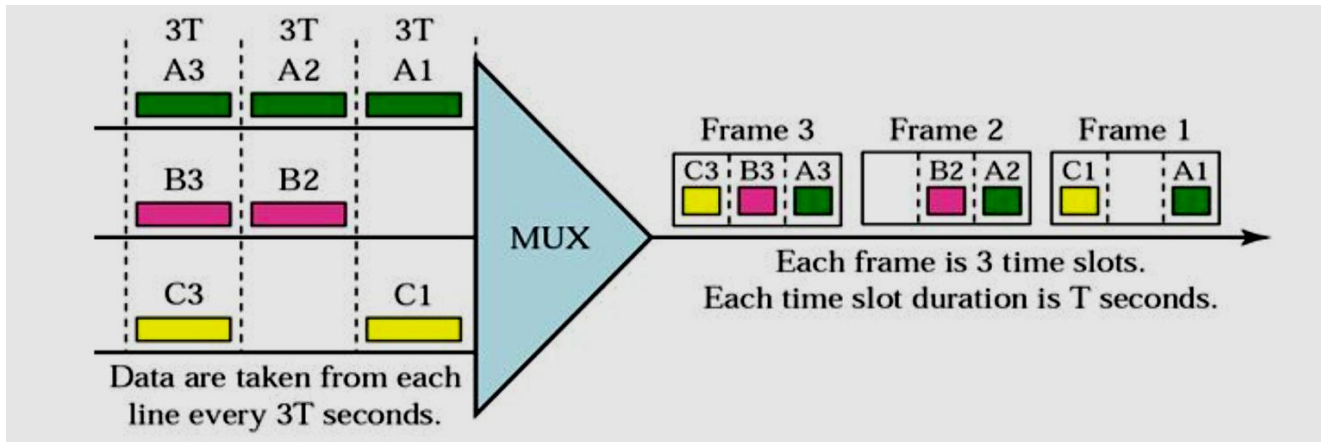 3T 3T 3T
A3 A2 A1
B3 B2
C3 C1
Data are taken from each
line every 3T seconds.
MUX
Frame 3 Frame 2 Frame 1
C3 B3 A3 B2 A2 C1 A1
Each frame is 3 time slots.
Each time slot duration is T seconds.